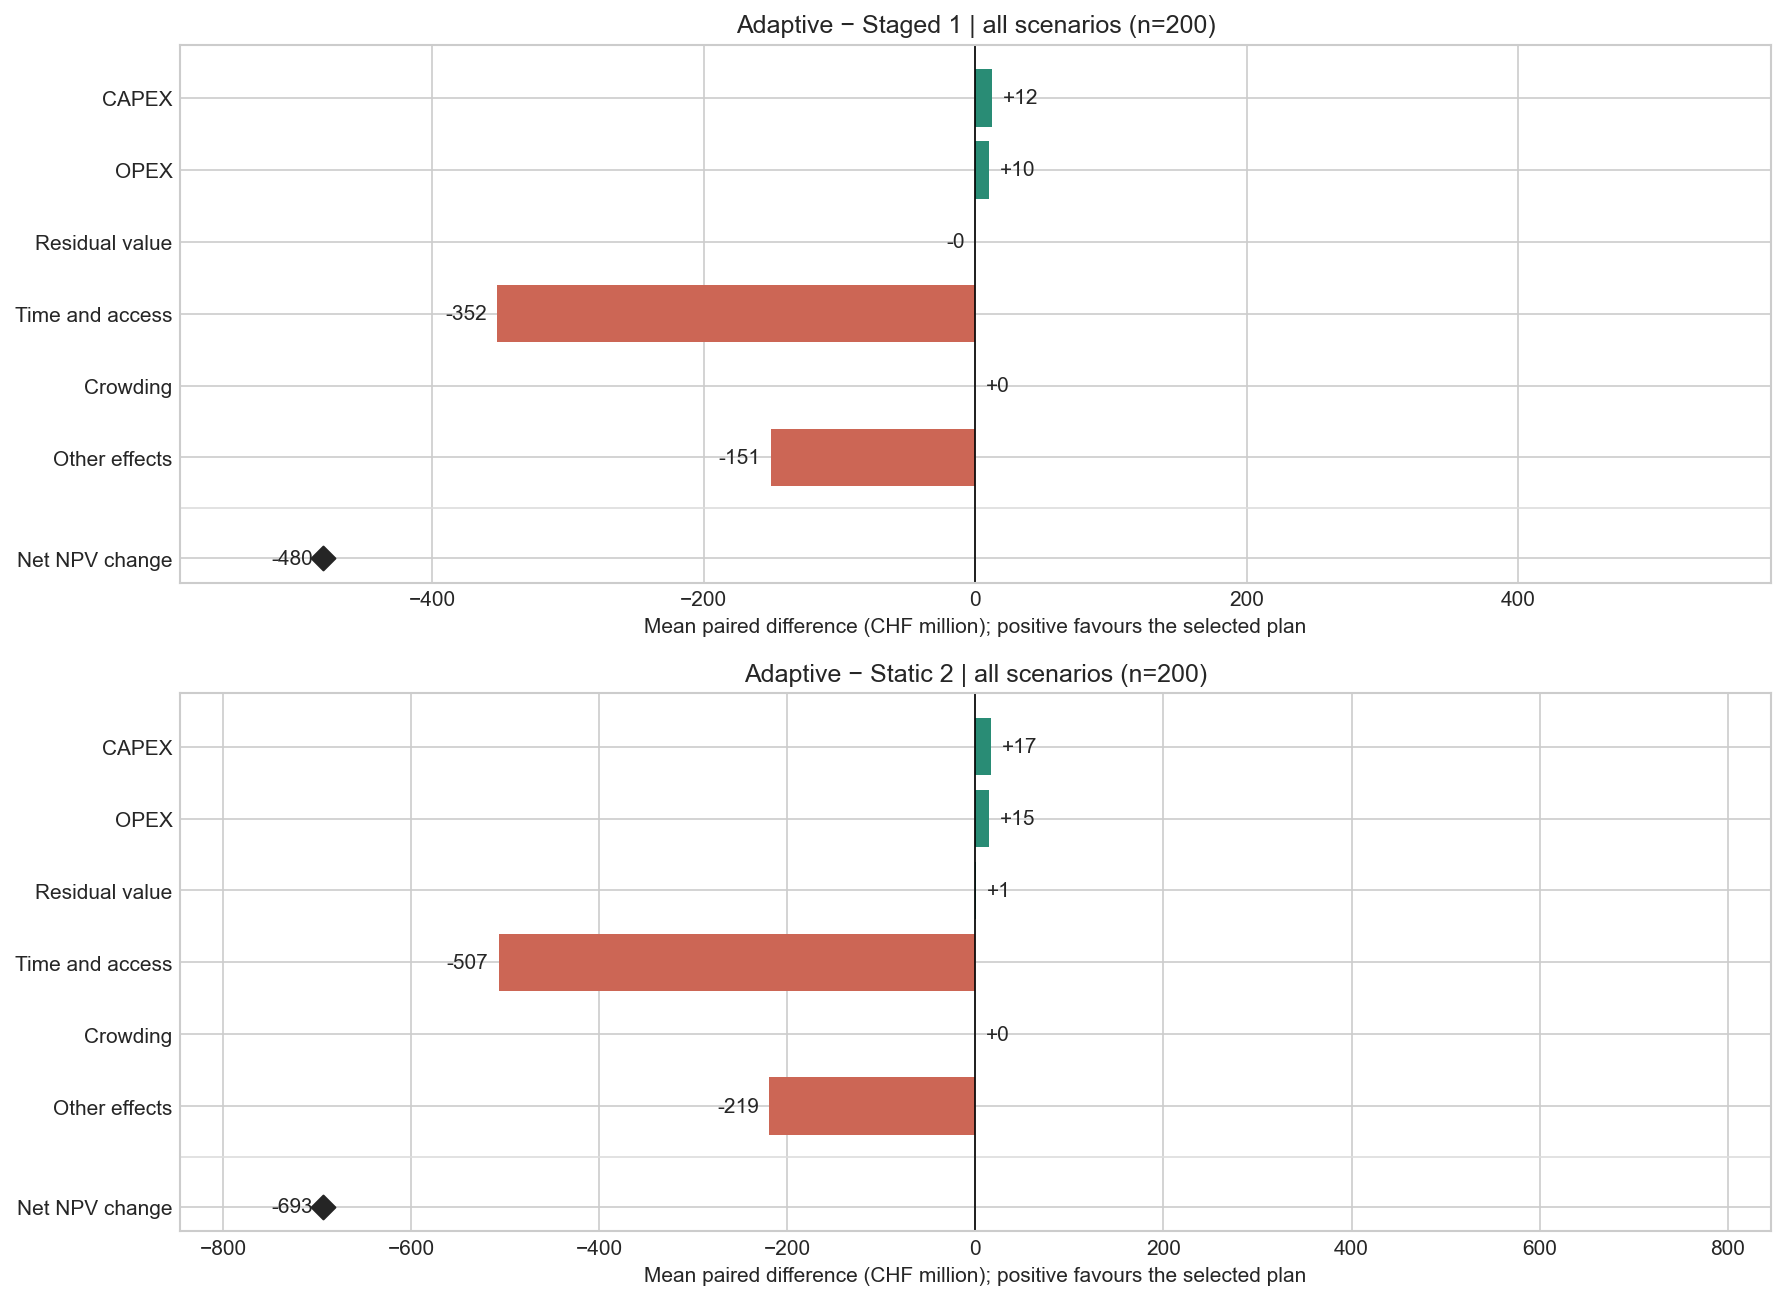 Adaptive − Staged 1 | all scenarios (n=200)
CAPEX
+12
OPEX
+10
Residual value
-0
Time and access
-352
Crowding
+0
Other effects
-151
Net NPV change
-480
−400 −200 0 200 400
Mean paired difference (CHF million); positive favours the selected plan
Adaptive − Static 2 | all scenarios (n=200)
CAPEX
+17
OPEX
+15
Residual value
+1
Time and access
-507
Crowding
+0
Other effects
-219
Net NPV change
-693
−800 −600 −400 −200 0 200 400 600 800
Mean paired difference (CHF million); positive favours the selected plan